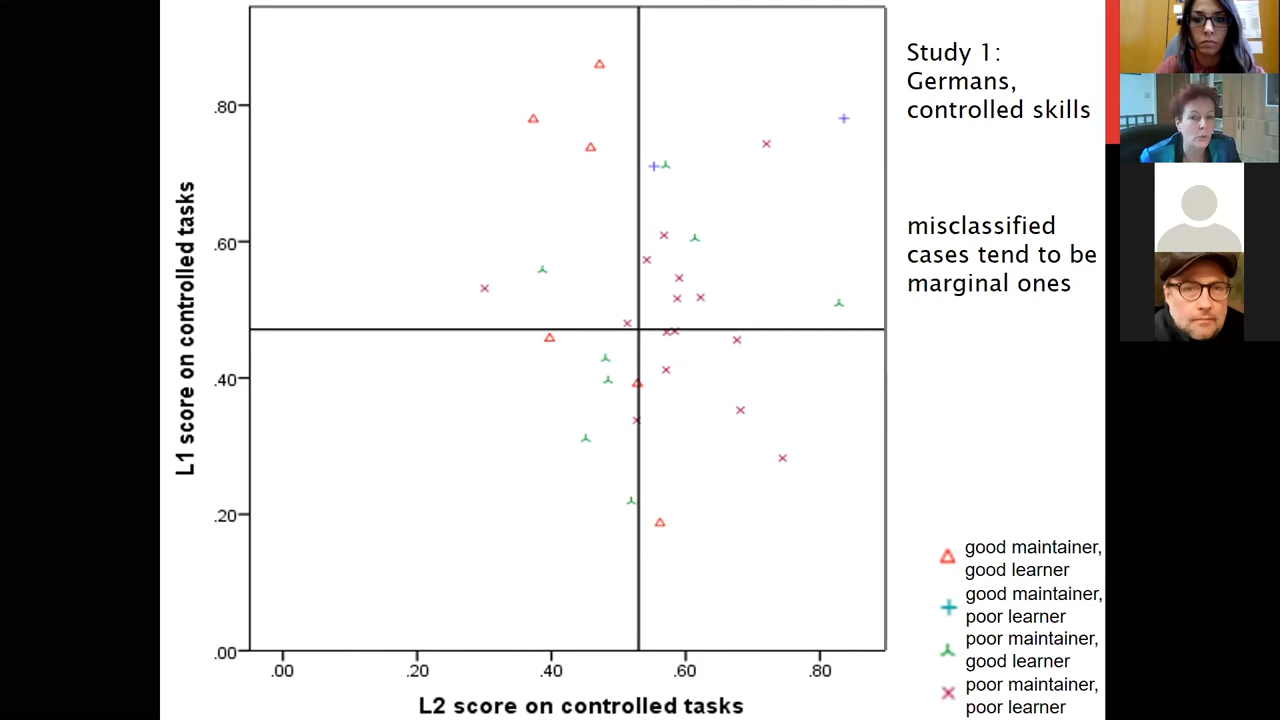 Study 1:
Germans,
controlled skills
misclassified
cases tend to be
marginal ones
L1 score on controlled tasks
.80
.60
.40
.20
.00
.00 .20 .40 .60 .80
L2 score on controlled tasks
good maintainer,
good learner
good maintainer,
poor learner
poor maintainer,
good learner
poor maintainer,
poor learner